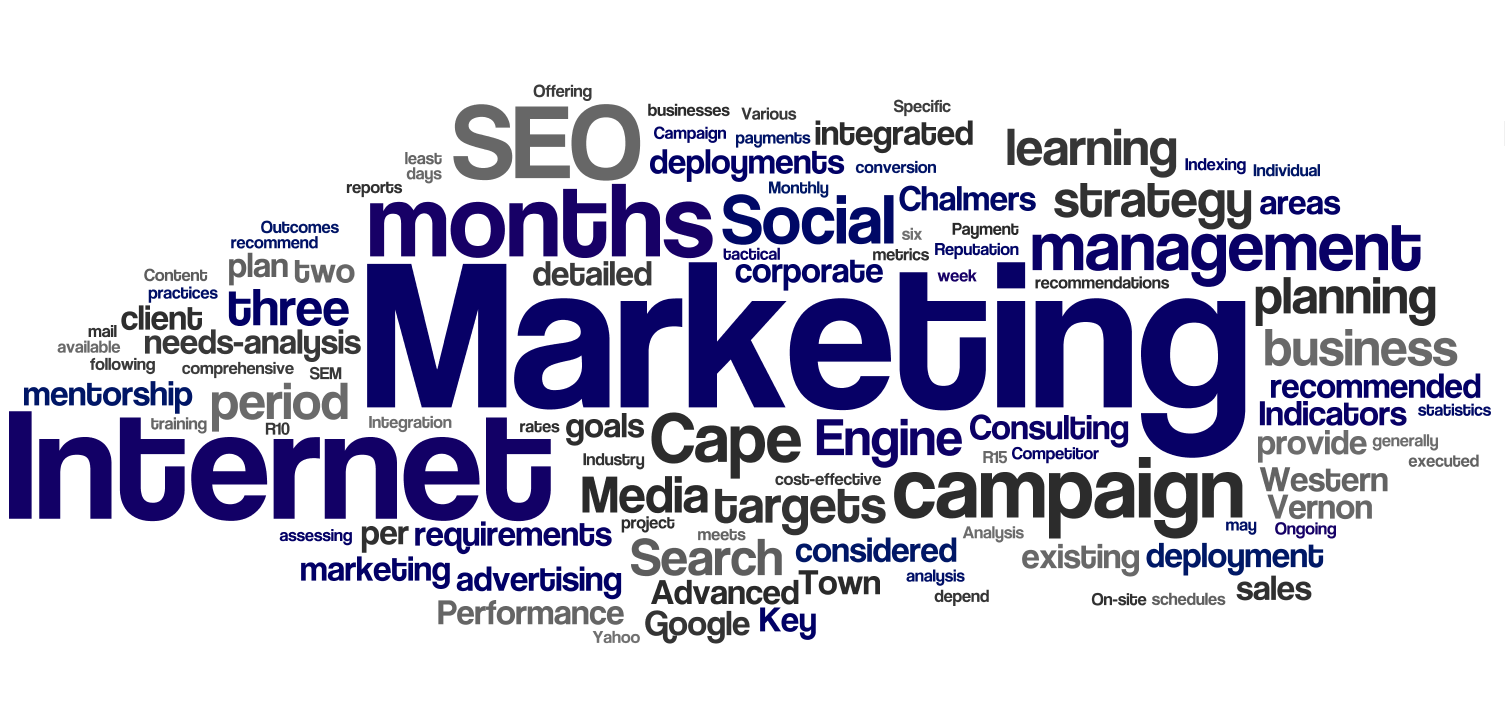 Offering
SEO
businesses
Various
Specific
Campaign
payments
integrated
learning
least
days
deployments
conversion
Indexing
Individual
reports
months
Monthly
Social
Chalmers
strategy
areas
Outcomes
recommend
six
Payment
management
plan
two
detailed
tactical
corporate
metrics
Reputation
week
recommendations
Content
practices
three
Marketing
planning
mail
client
available
needs-analysis
business
following
comprehensive
SEM
mentorship
period
recommended
training
R10
Integration
Indicators
statistics
Internet
rates
goals
Cape
Engine
Consulting
provide
generally
Industry
R15
Competitor
executed
cost-effective
Media
targets
campaign
Western
Vernon
assessing
per
requirements
project
meets
Analysis
may
Ongoing
marketing
advertising
Search
considered
existing
deployment
Advanced
Town
analysis
depend
On-site
schedules
sales
Performance
Yahoo
Google
Key